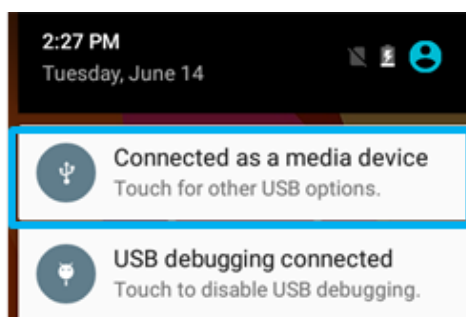 2:27 PM
Tuesday, June 14
Connected as a media device
Touch for other USB options.
USB debugging connected
Touch to disable USB debugging.